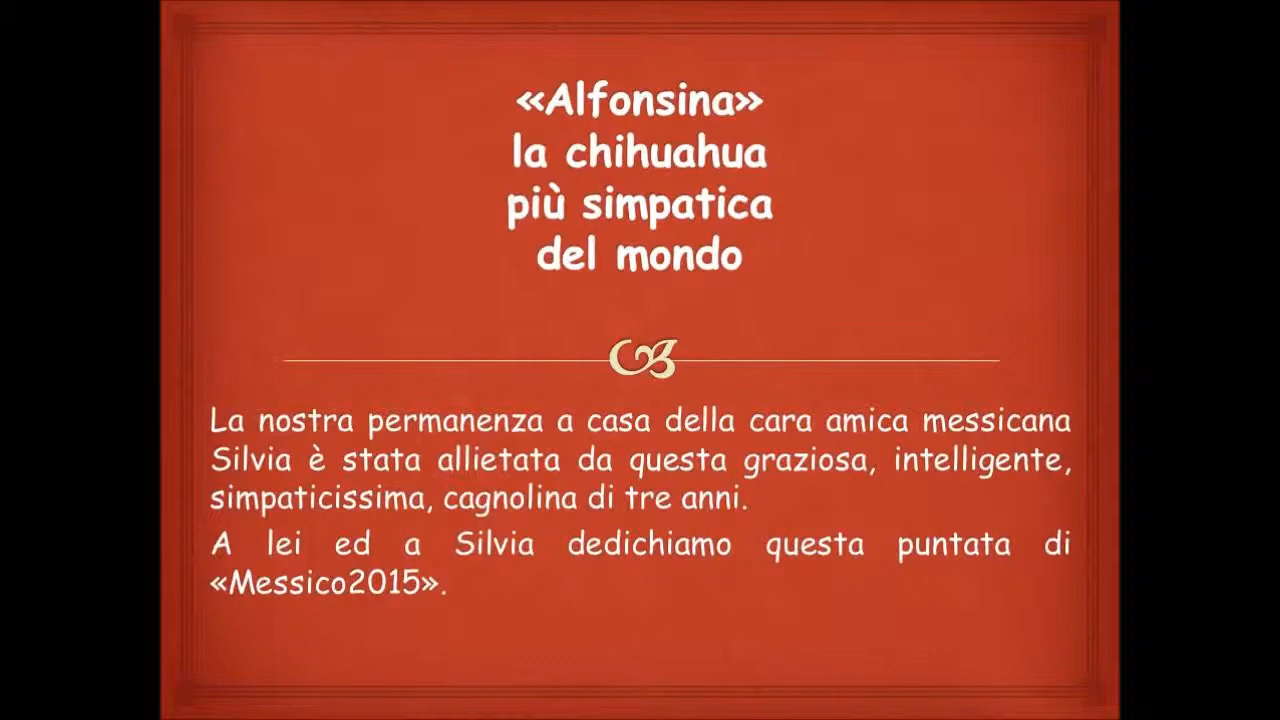 «Alfonsina»
la chihuahua
più simpatica
del mondo
La nostra permanenza a casa della cara amica messicana
Silvia è stata allietata da questa graziosa, intelligente,
simpaticissima, cagnolina di tre anni.
A lei ed a Silvia dedichiamo questa puntata di
«Messico2015».